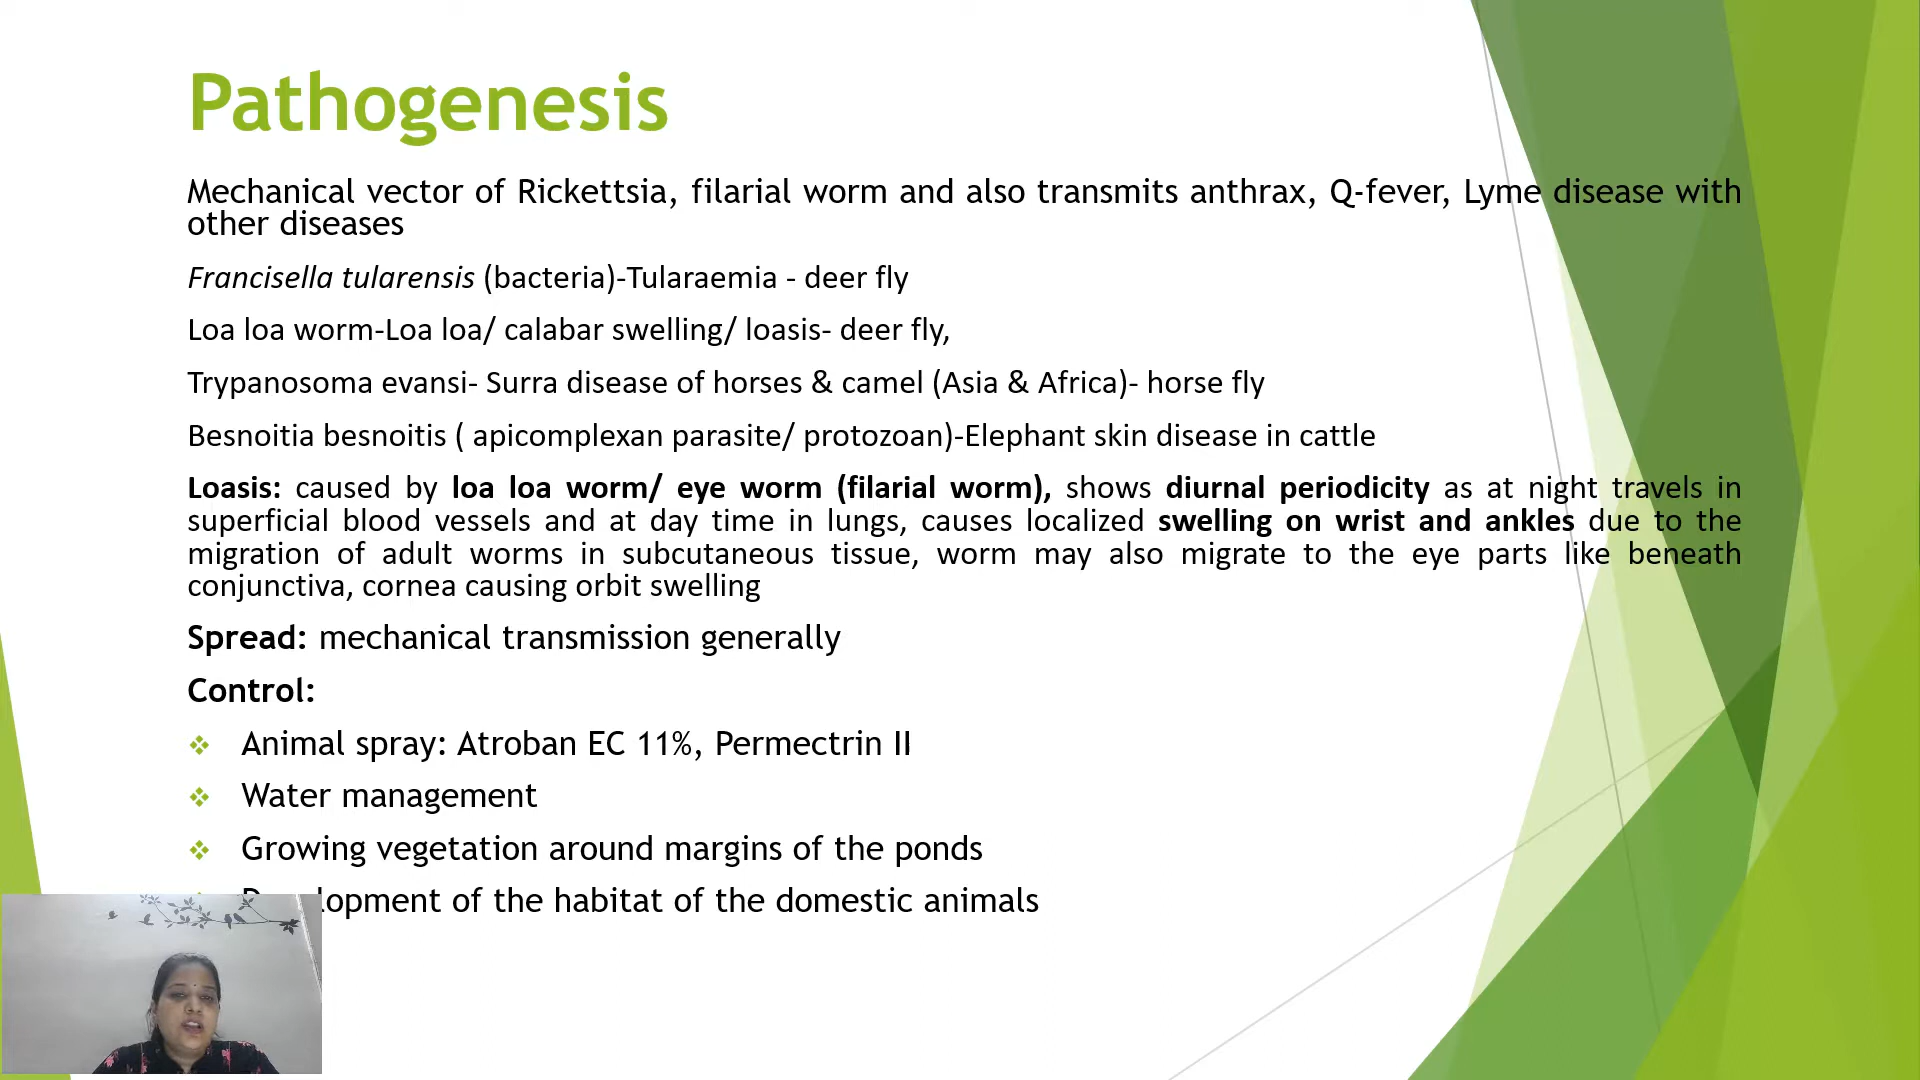 Pathogenesis
Mechanical vector of Rickettsia, filarial worm and also transmits anthrax, Q-fever, Lyme disease with
other diseases
Francisella tularensis (bacteria)-Tularaemia - deer fly
Loa loa worm-Loa loa/ calabar swelling/ loasis- deer fly,
Trypanosoma evansi- Surra disease of horses & camel (Asia & Africa)- horse fly
Besnoitia besnoitis ( apicomplexan parasite/ protozoan)-Elephant skin disease in cattle
Loasis: caused by loa loa worm/ eye worm (filarial worm), shows diurnal periodicity as at night travels in
superficial blood vessels and at day time in lungs, causes localized swelling on wrist and ankles due to the
migration of adult worms in subcutaneous tissue, worm may also migrate to the eye parts like beneath
conjunctiva, cornea causing orbit swelling
Spread: mechanical transmission generally
Control:
❖ Animal spray: Atroban EC 11%, Permectrin II
❖ Water management
❖ Growing vegetation around margins of the ponds
of the habitat of the domestic animals